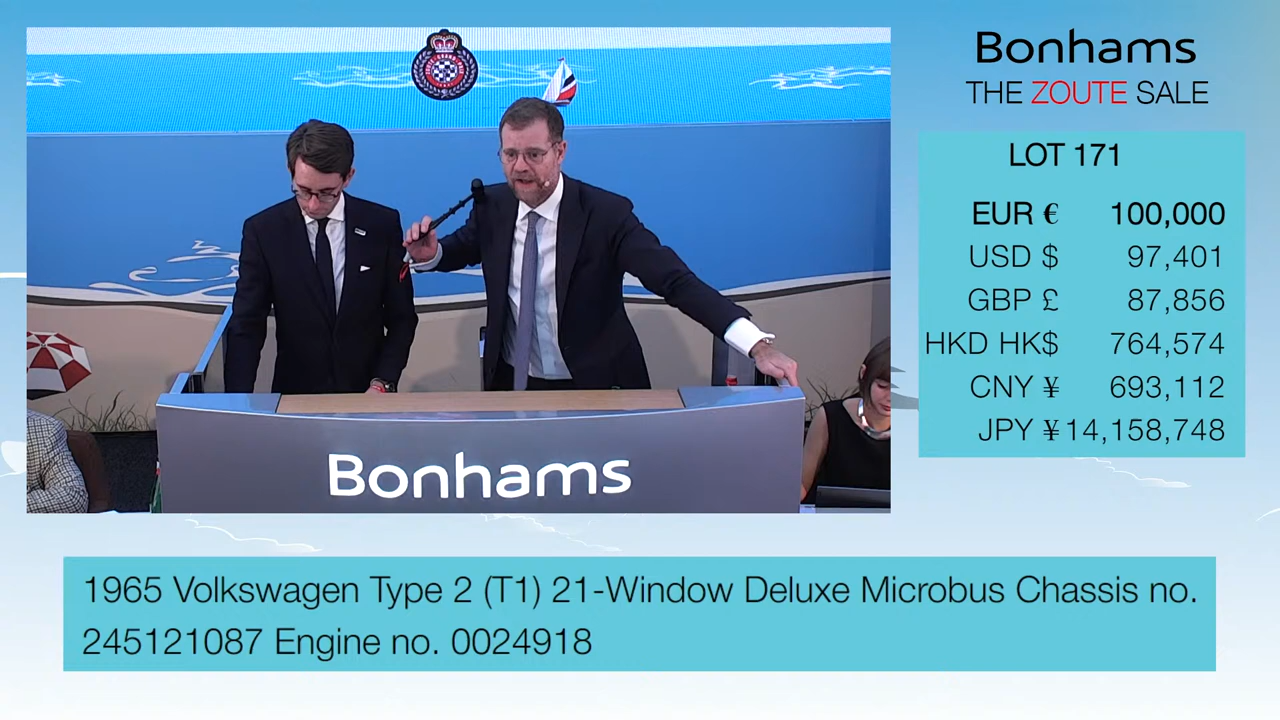 Bonhams
THE ZOUTE SALE
LOT 171
EUR € 100,000
USD $ 97,401
GBP £ 87,856
HKD HK$ 764,574
CNY ¥ 693,112
JPY ¥ 14,158,748
Bonhams
1965 Volkswagen Type 2 (T1) 21-Window Deluxe Microbus Chassis no.
245121087 Engine no. 0024918